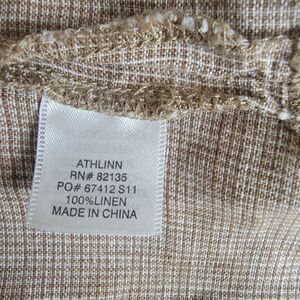 ATHLINN
RN# 82135
PO# 67412 S11
100%LINEN
MADE IN CHINA